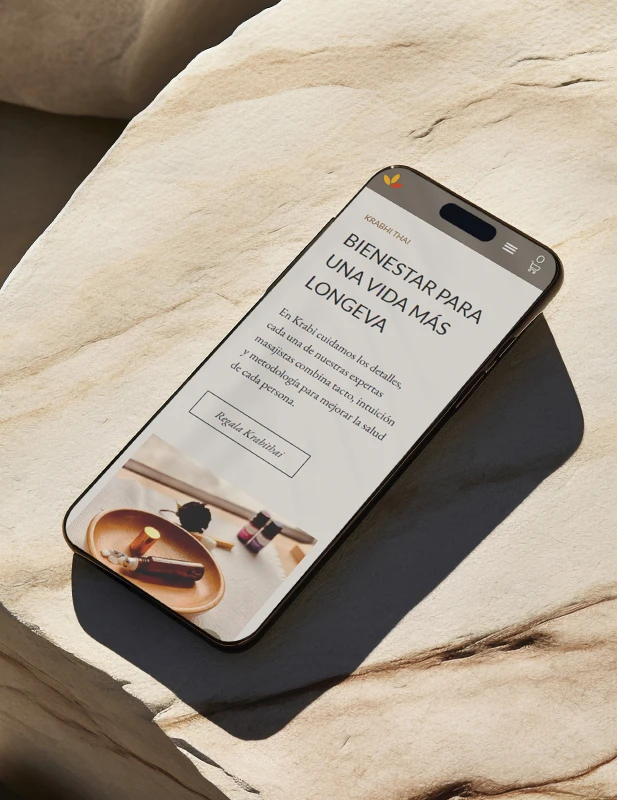 0
KRABHI THAI
BIENESTAR PARA
UNA VIDA MÁS
LONGEVA
En Krabi cuidamos los detalles,
cada una de nuestras expertas
masajistas combina tacto, intuición
y metodología para mejorar la salud
de cada persona.
Regala Krabithai